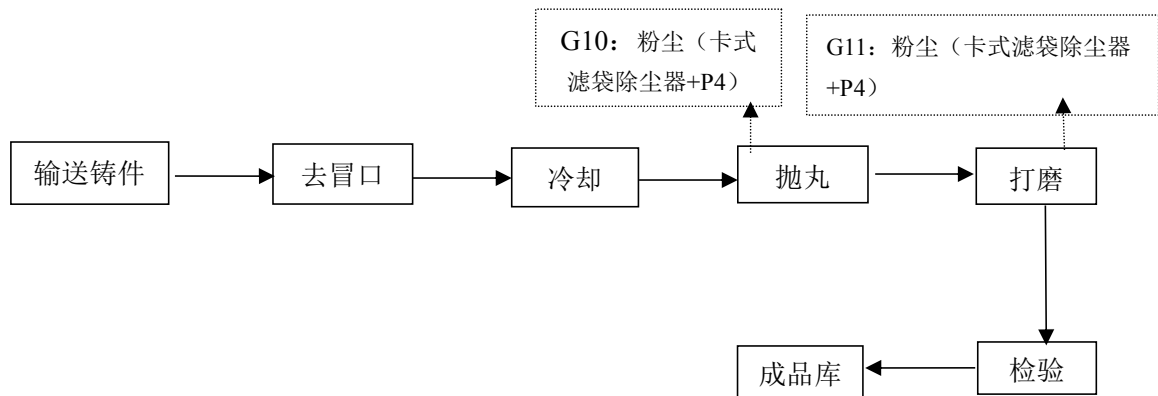 G10：粉尘（卡式
滤袋除尘器+P4）
G11：粉尘（卡式滤袋除尘器
+P4）
输送铸件
去冒口
冷却
抛丸
打磨
成品库
检验